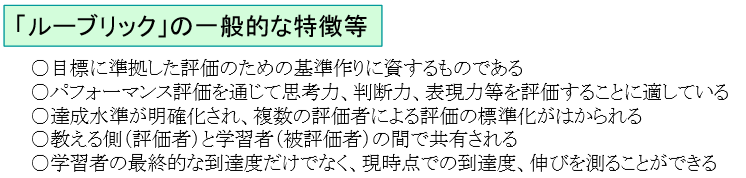 「ルーブリック」の一般的な特徴等
○目標に準拠した評価のための基準作りに資するものである
○パフォーマンス評価を通じて思考力、判断力、表現力等を評価することに適している
○達成水準が明確化され、複数の評価者による評価の標準化がはかられる
○教える側（評価者）と学習者（被評価者）の間で共有される
○学習者の最終的な到達度だけでなく、現時点での到達度、伸びを測ることができる